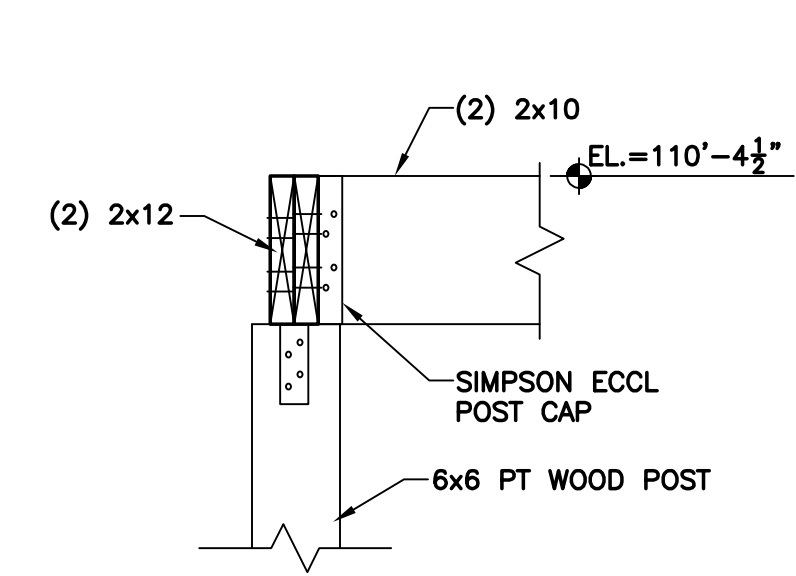 (2) 2x10
EL.=110'-4½"
(2) 2x12
SIMPSON ECCL
POST CAP
6x6 PT WOOD POST